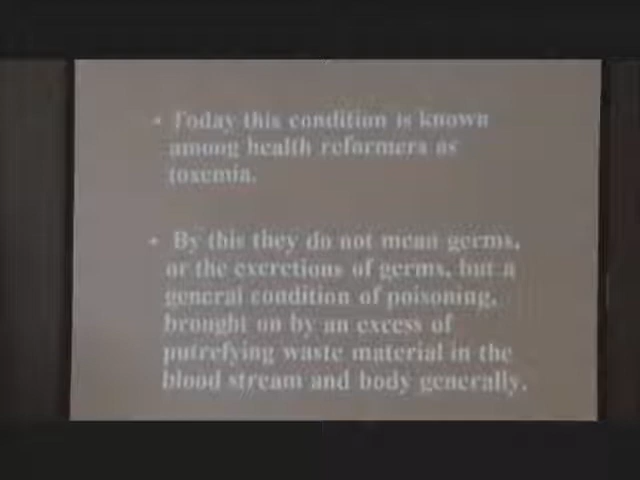 • Today this condition is known
among health reformers as
toxemia.
• By this they do not mean germs,
or the excretions of germs, but a
general condition of poisoning,
brought on by an excess of
putrefying waste material in the
blood stream and body generally.